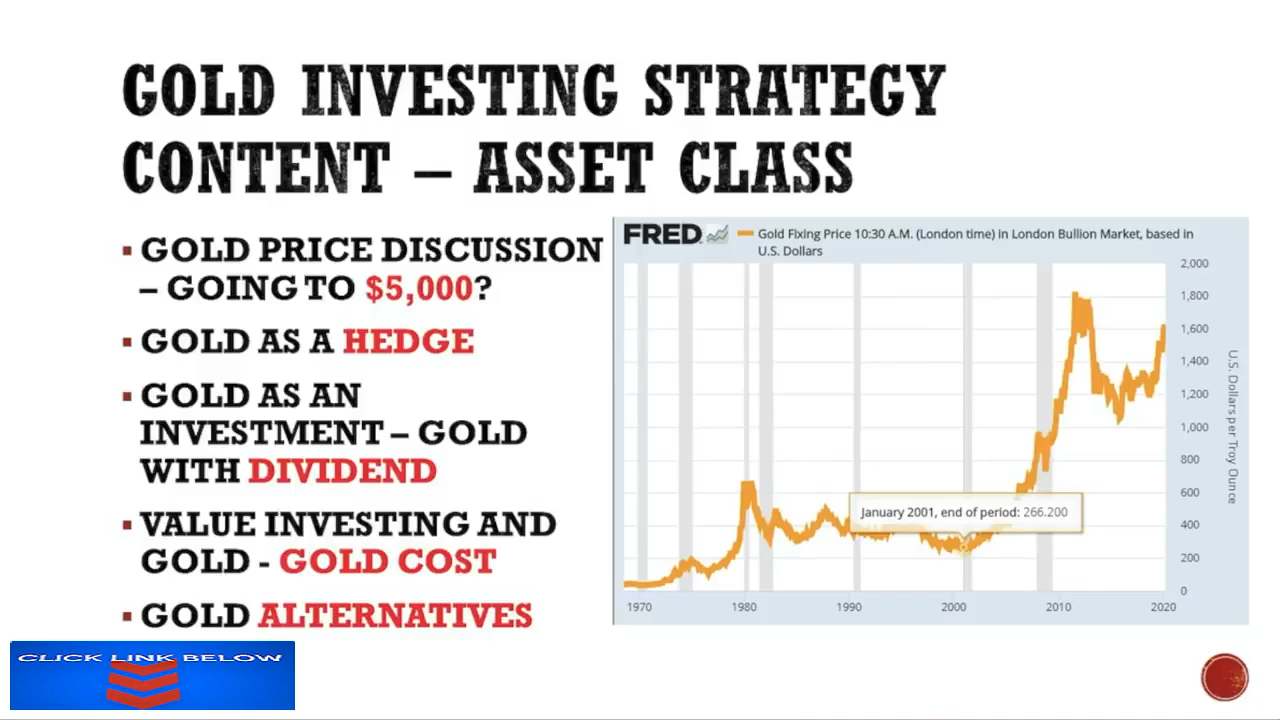 GOLD INVESTING STRATEGY
CONTENT – ASSET CLASS
▪ GOLD PRICE DISCUSSION
– GOING TO $5,000?
▪ GOLD AS A HEDGE
▪ GOLD AS AN
INVESTMENT – GOLD
WITH DIVIDEND
▪ VALUE INVESTING AND
GOLD - GOLD COST
▪ GOLD ALTERNATIVES
CLICK LINK BELOW
FRED
Gold Fixing Price 10:30 A.M. (London time) in London Bullion Market, based in
U.S. Dollars
2,000
1,800
1,600
1,400
1,200
1,000
800
600
400
200
0
U.S. Dollars per Troy Ounce
January 2001, end of period: 266.200
1970 1980 1990 2000 2010 2020